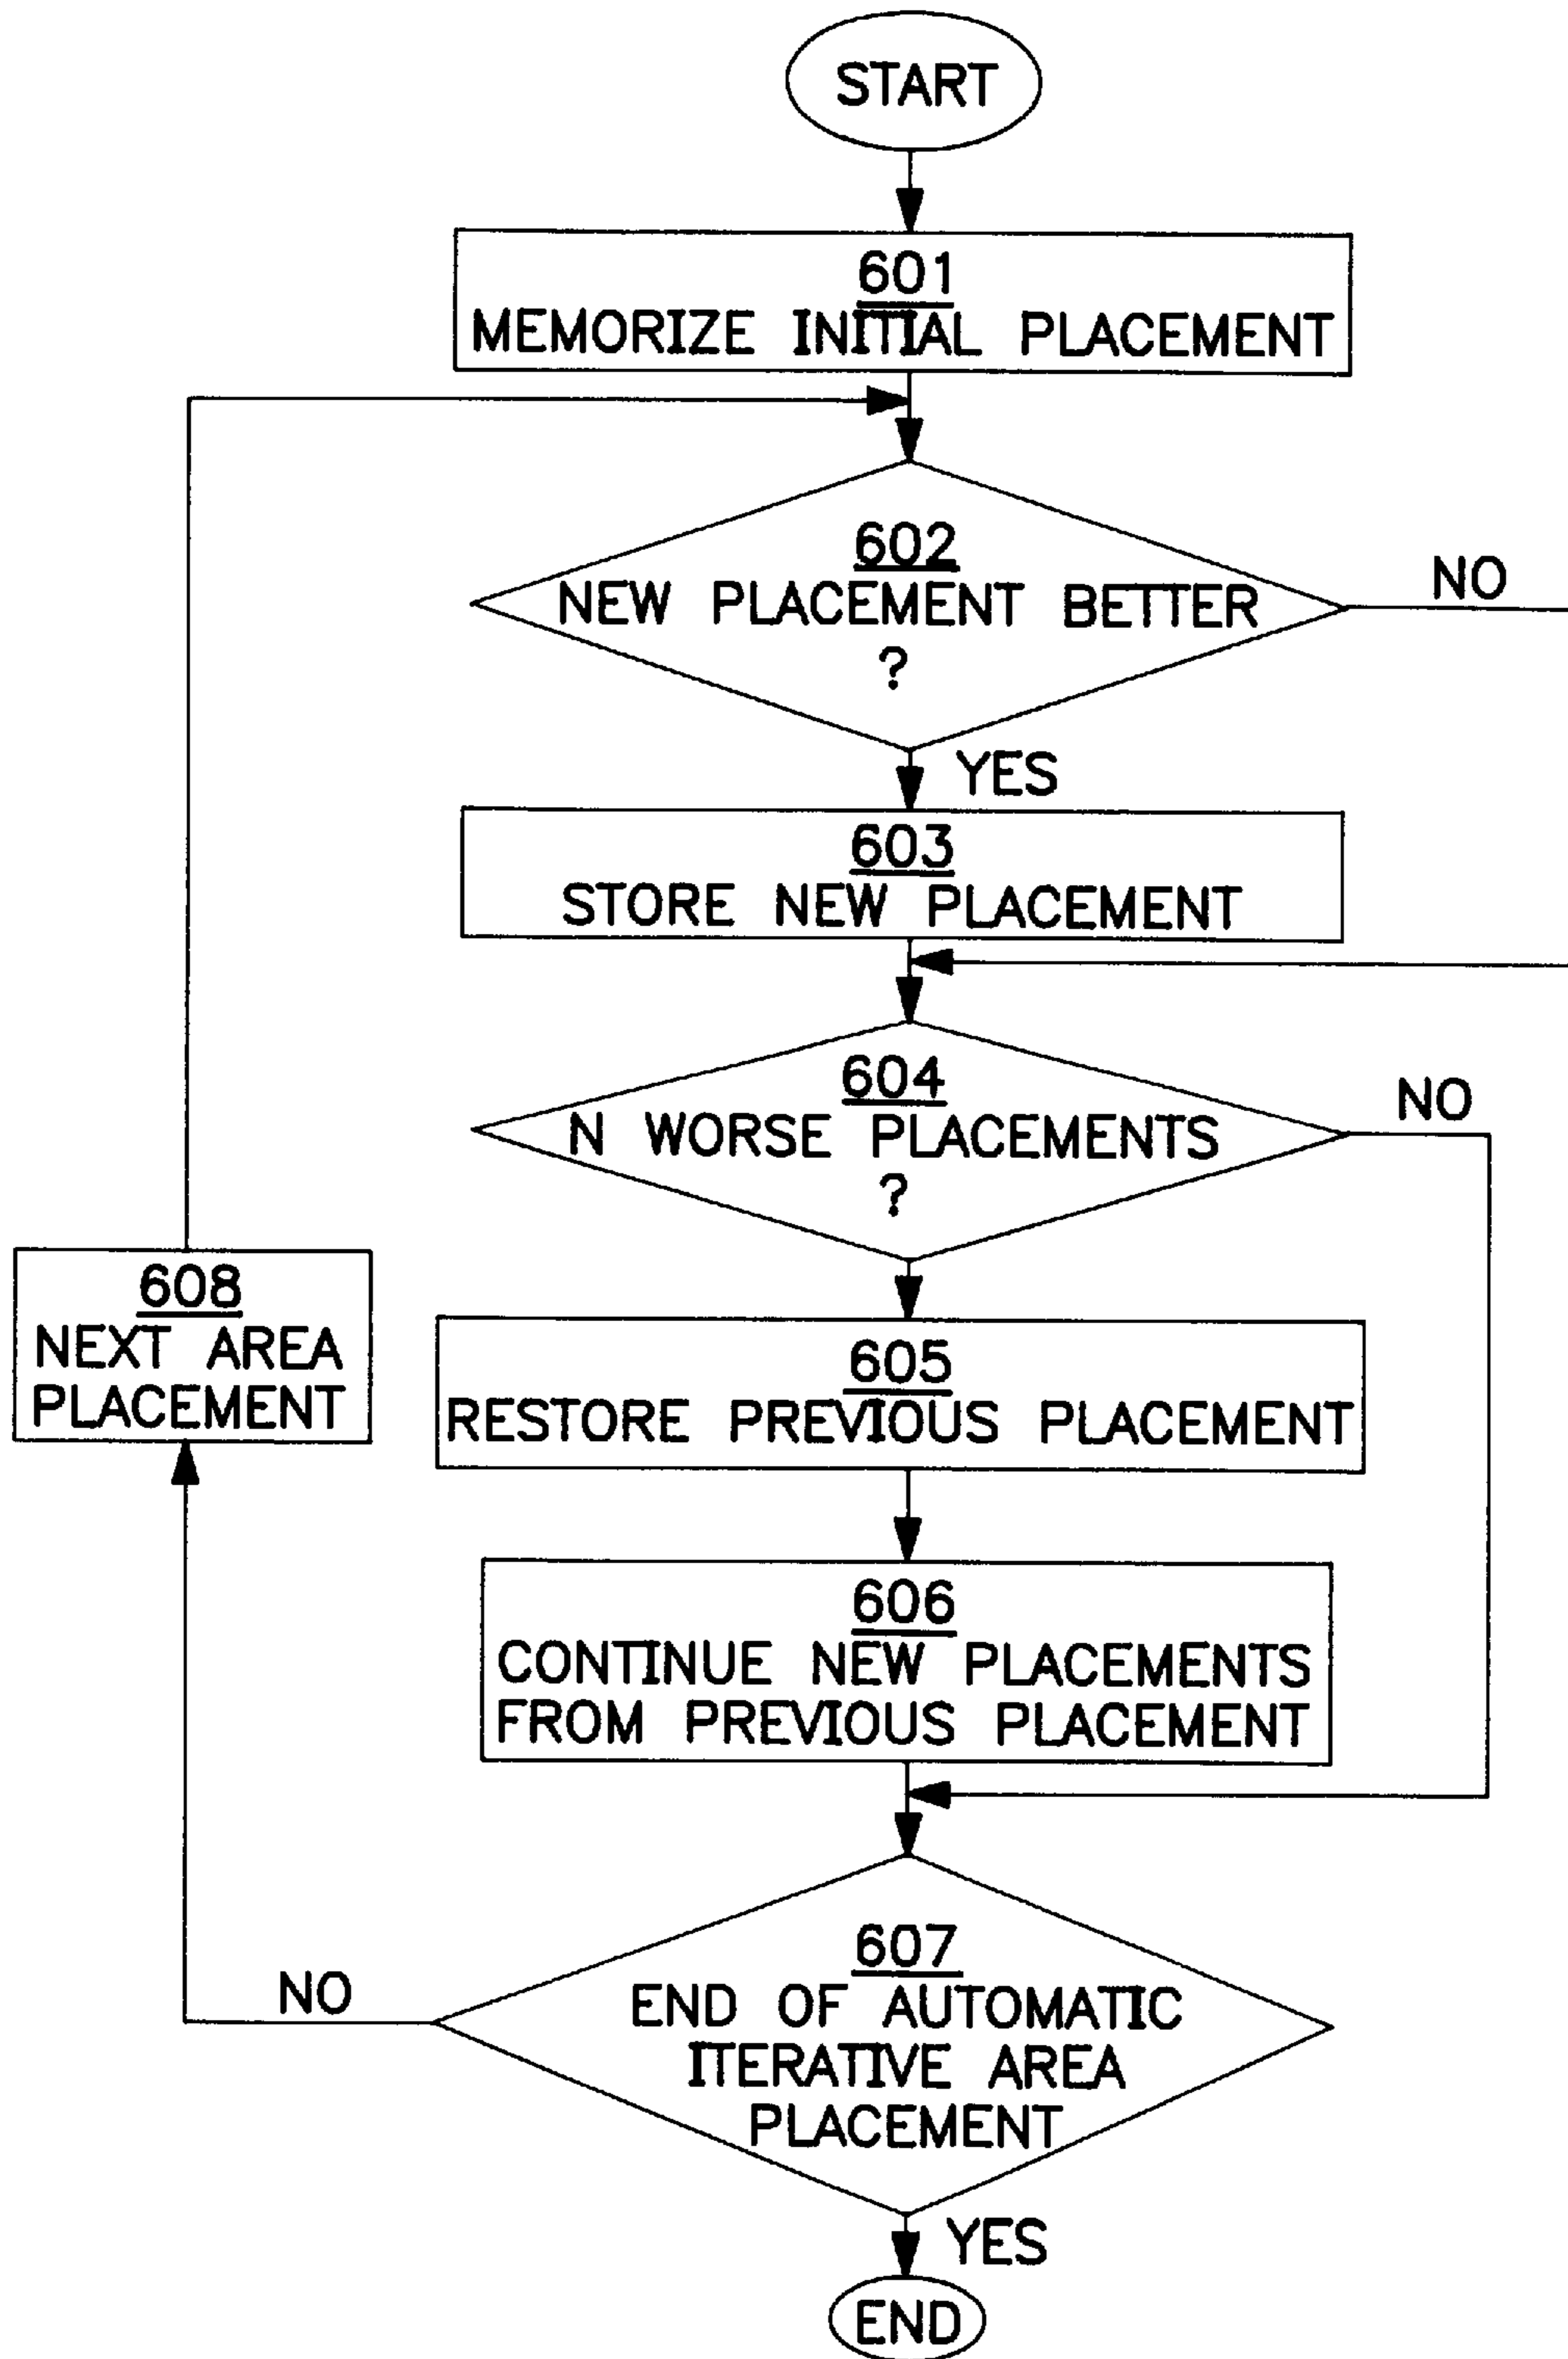 START
601
MEMORIZE INITIAL PLACEMENT
602
NEW PLACEMENT BETTER
?
NO
YES
603
STORE NEW PLACEMENT
604
N WORSE PLACEMENTS
?
NO
605
RESTORE PREVIOUS PLACEMENT
606
CONTINUE NEW PLACEMENTS
FROM PREVIOUS PLACEMENT
607
END OF AUTOMATIC
ITERATIVE AREA
PLACEMENT
NO
608
NEXT AREA
PLACEMENT
YES
END